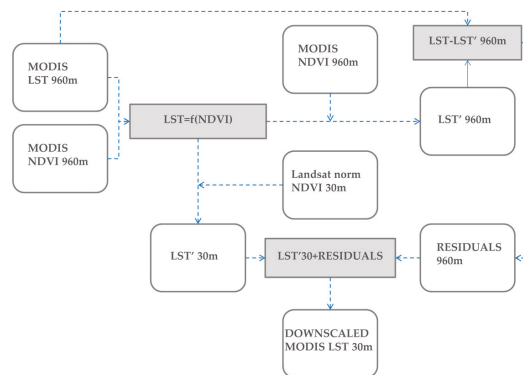 MODIS
LST 960m
MODIS
NDVI 960m
LST-LST’ 960m
LST=f(NDVI)
LST’ 960m
MODIS
NDVI 960m
Landsat norm
NDVI 30m
LST’ 30m
LST’30+RESIDUALS
RESIDUALS
960m
DOWNSCALED
MODIS LST 30m